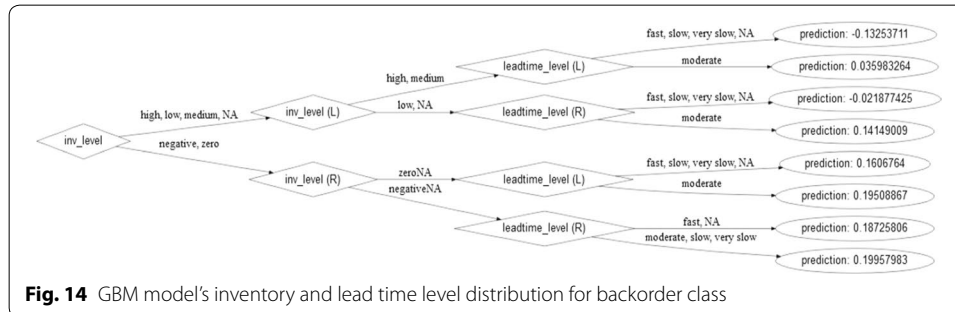 fast, slow, very slow, NA
prediction: -0.13253711
leadtime_level (L)
moderate
prediction: 0.035983264
high, medium
high, low, medium, NA
inv_level (L)
low, NA
fast, slow, very slow, NA
prediction: -0.021877425
leadtime_level (R)
moderate
prediction: 0.14149009
inv_level
negative, zero
fast, slow, very slow, NA
prediction: 0.1606764
inv_level (R)
zeroNA
leadtime_level (L)
negativeNA
moderate
prediction: 0.19508867
fast, NA
prediction: 0.18725806
leadtime_level (R)
moderate, slow, very slow
prediction: 0.19957983
Fig. 14 GBM model’s inventory and lead time level distribution for backorder class